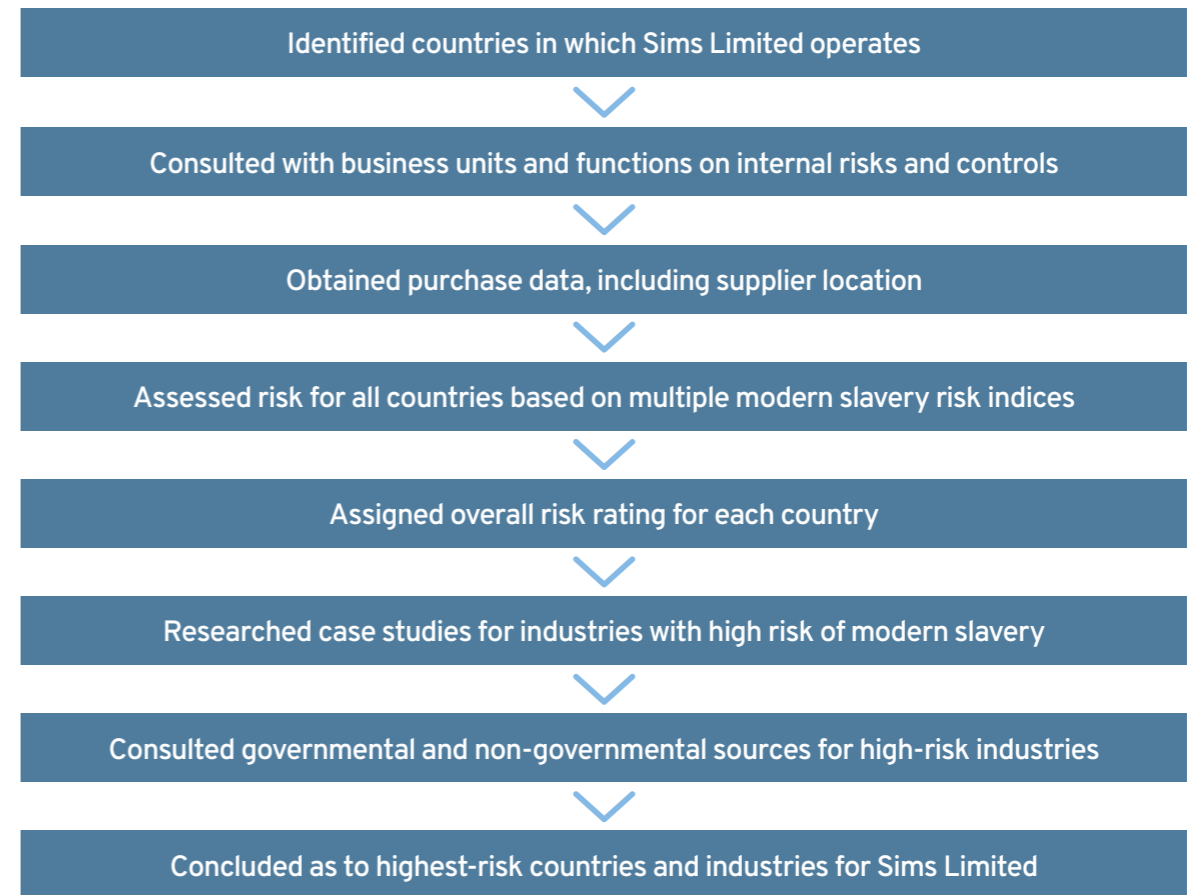 Identified countries in which Sims Limited operates
Consulted with business units and functions on internal risks and controls
Obtained purchase data, including supplier location
Assessed risk for all countries based on multiple modern slavery risk indices
Assigned overall risk rating for each country
Researched case studies for industries with high risk of modern slavery
Consulted governmental and non-governmental sources for high-risk industries
Concluded as to highest-risk countries and industries for Sims Limited